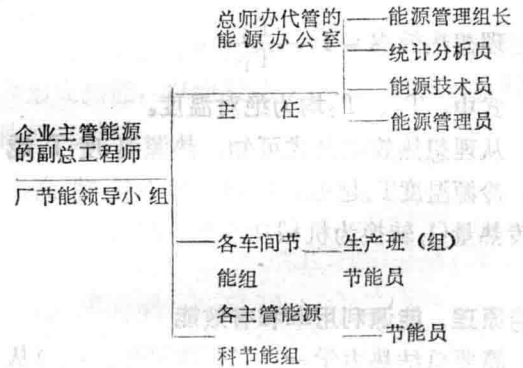 总师办代管的
能源办公室
主 任
能源管理组长
统计分析员
能源技术员
能源管理员
企业主管能源
的副总工程师
厂节能领导小组
各车间节
能组
生产班（组）
节能员
各主管能源
科节能组
节能员